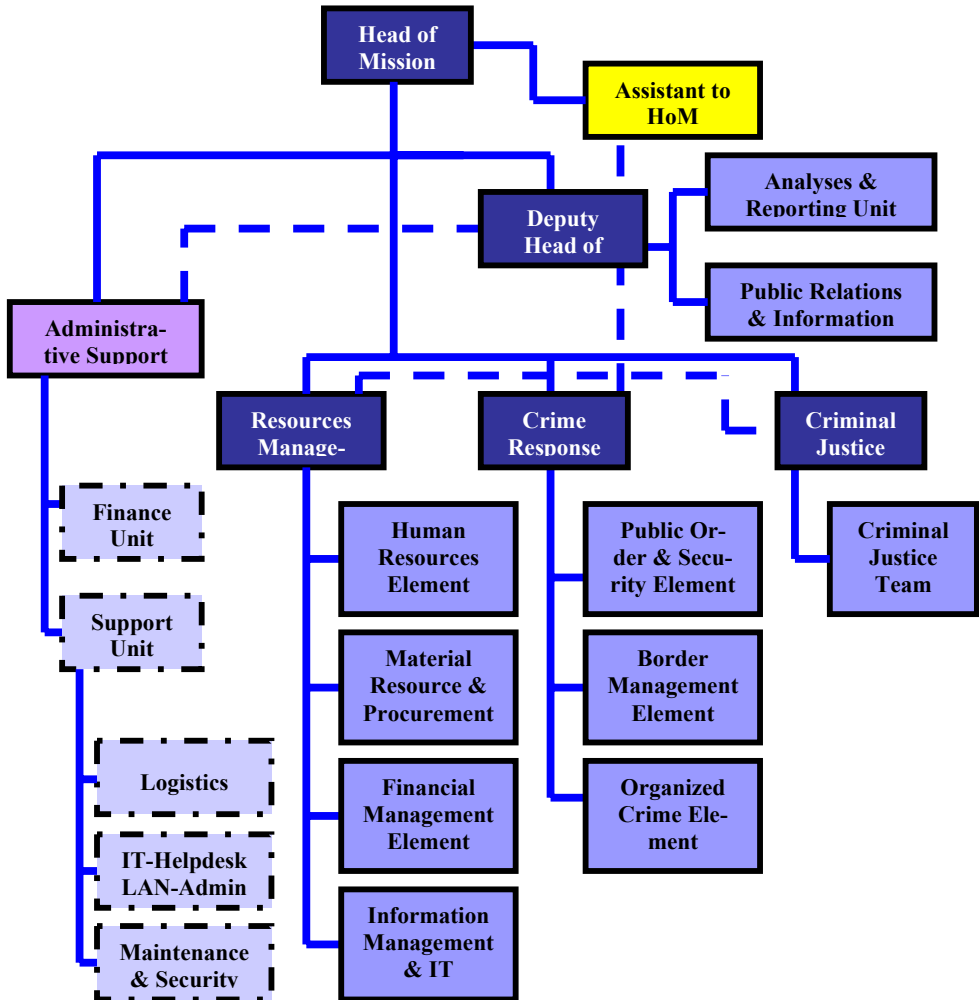 Head of
Mission
Assistant to
HoM
Analyses &
Reporting Unit
Deputy
Head of
Public Relations
& Information
Administra-
tive Support
Resources
Manage-
Crime
Response
Criminal
Justice
Finance
Unit
Human
Resources
Element
Public Or-
der & Secu-
rity Element
Criminal
Justice
Team
Support
Unit
Material
Resource &
Procurement
Border
Management
Element
Logistics
Financial
Management
Element
Organized
Crime Ele-
ment
IT-Helpdesk
LAN-Admin
Information
Management
& IT
Maintenance
& Security